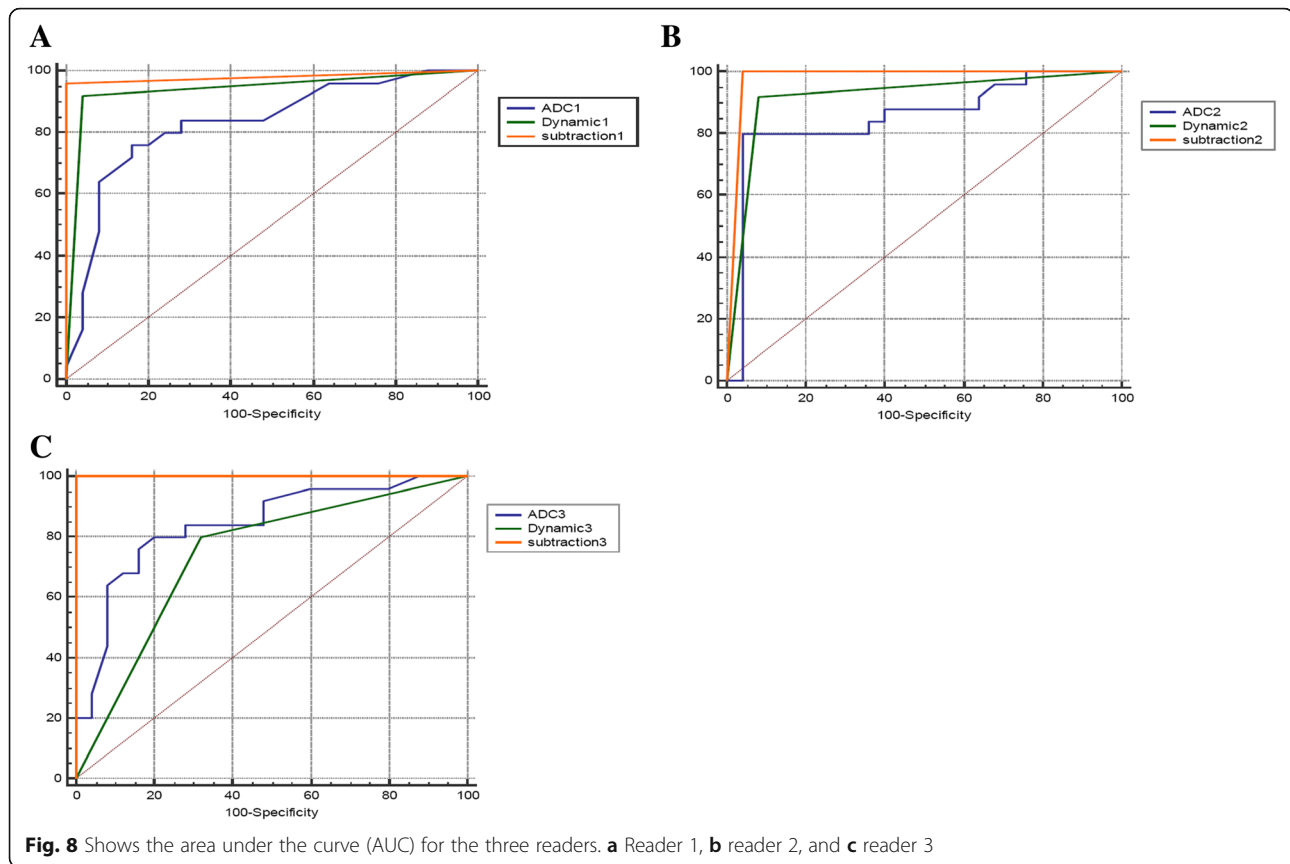 A
100
80
60
40
20
0
0 20 40 60 80 100
100-Specificity
ADC1
Dynamic1
subtraction1
B
100
80
60
40
20
0
0 20 40 60 80 100
100-Specificity
ADC2
Dynamic2
subtraction2
C
100
80
60
40
20
0
0 20 40 60 80 100
100-Specificity
ADC3
Dynamic3
subtraction3
Fig. 8 Shows the area under the curve (AUC) for the three readers. a Reader 1, b reader 2, and c reader 3